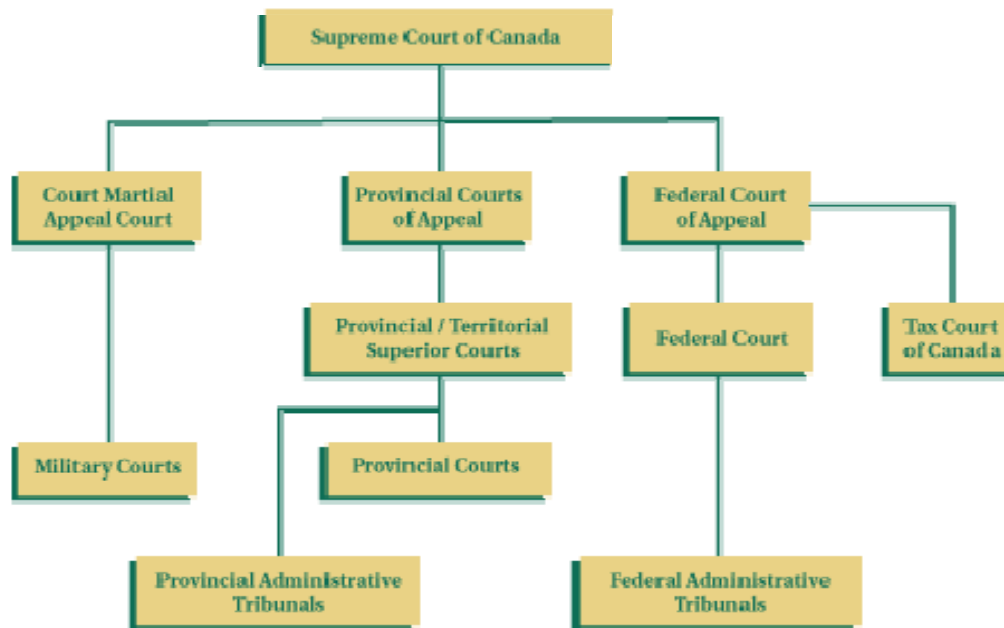 Supreme Court of Canada
Court Martial
Appeal Court
Provincial Courts
of Appeal
Federal Court
of Appeal
Provincial / Territorial
Superior Courts
Federal Court
Tax Court
of Canada
Military Courts
Provincial Courts
Provincial Administrative
Tribunals
Federal Administrative
Tribunals